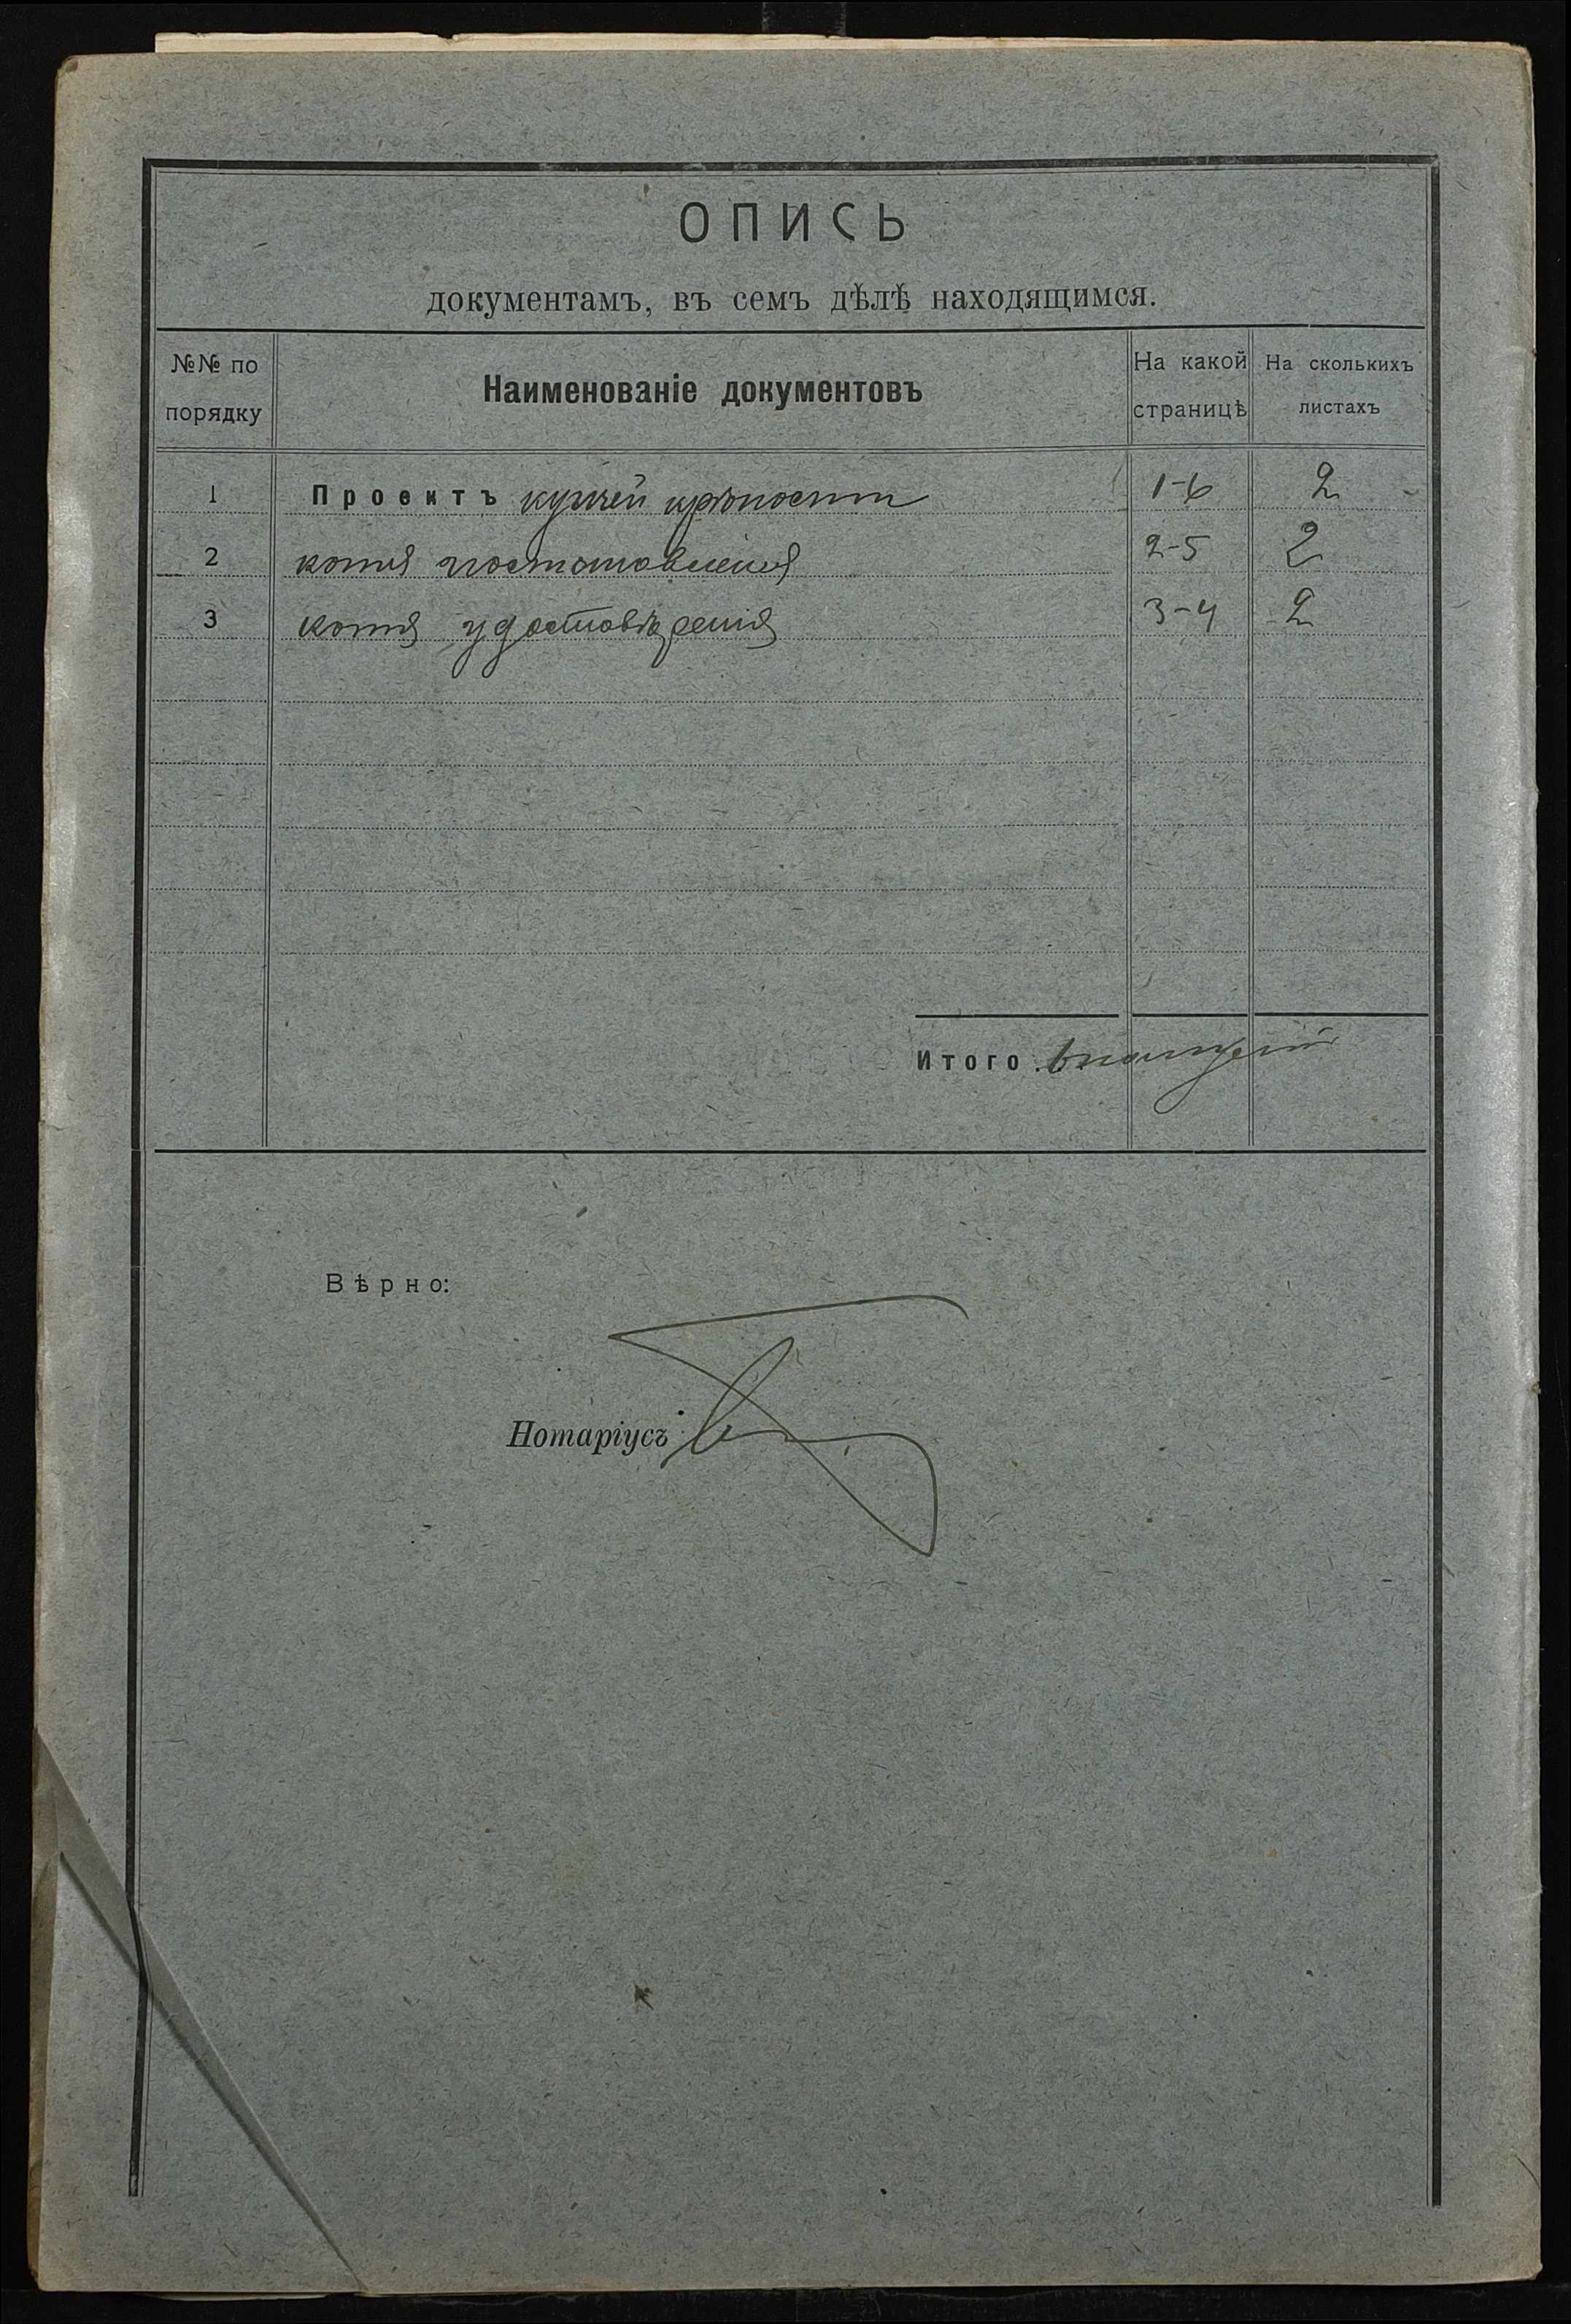 ОПИСЬ
документамъ, въ семъ дѣлѣ находящимся.
№№ по порядку
Наименованіе документовъ
На какой страницѣ
На сколькихъ листахъ
1 Проектъ купчей крѣпости 1-6 2
2 копія постановленія 2-5 2
3 копія удостовѣренія 3-4 2
Итого.
Вѣрно:
Нотаріусъ